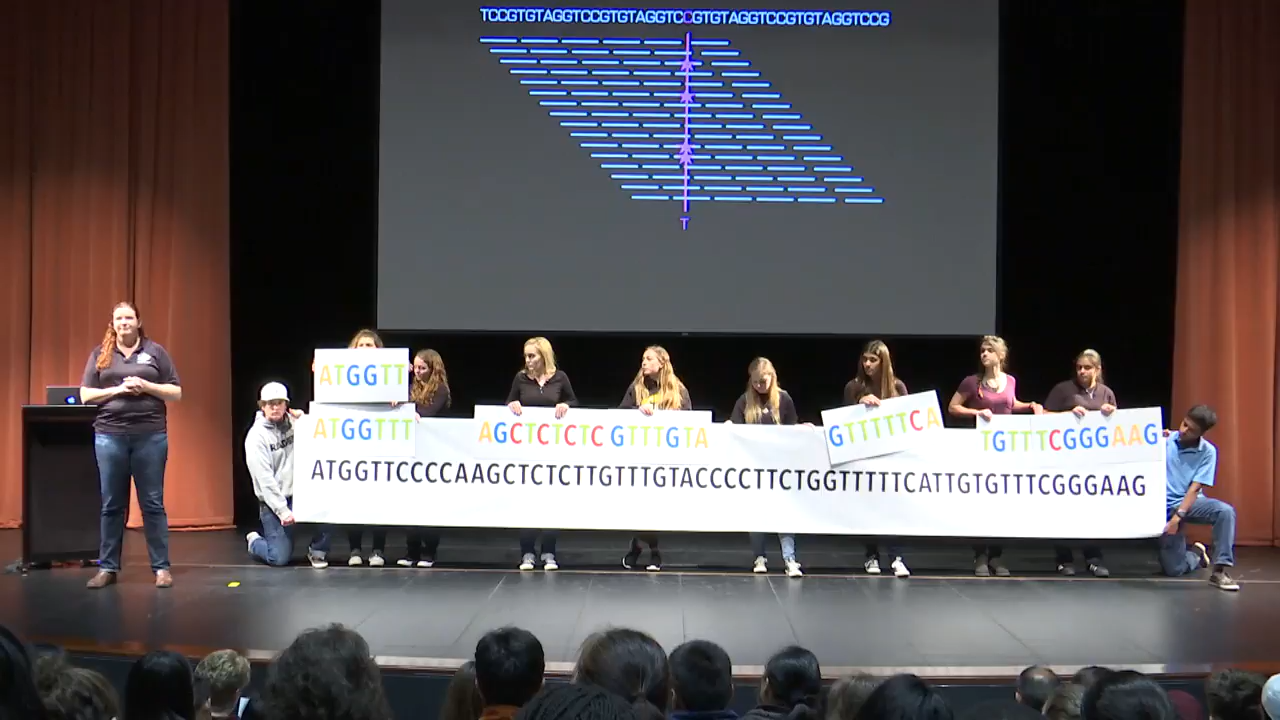 TCCGTGTAGGTCCGTGTAGGTCCGTGTAGGTCCGTGTAGGTCCG
T
ATGGTT
ATGGTTT
AGCTCTCTC GTTTGTA
GTTTTTCA
TGTTTCGGGAAG
ATGGTTCCCCAAGCTCTCTTGTTTGTACCCCTTCTGGTTTTTCATTGTGTTTCGGGAAG